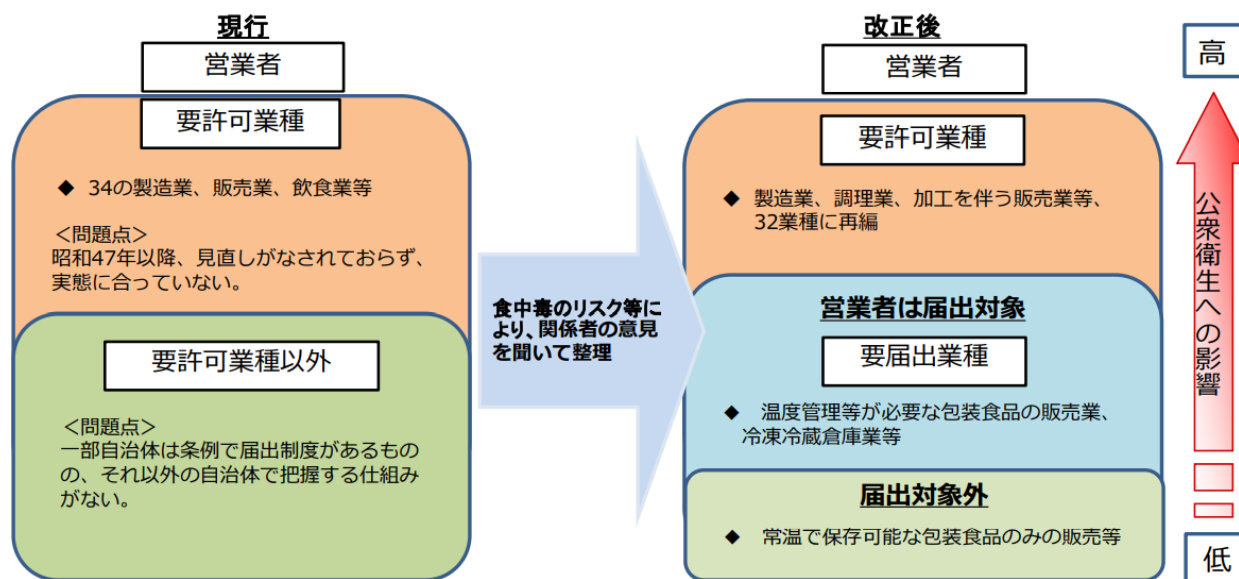 現行
営業者
要許可業種
◆ 34の製造業、販売業、飲食業等
＜問題点＞
昭和47年以降、見直しがなされておらず、
実態に合っていない。
要許可業種以外
＜問題点＞
一部自治体は条例で届出制度があるもの
の、それ以外の自治体で把握する仕組み
がない。
食中毒のリスク等に
より、関係者の意見
を聞いて整理
改正後
営業者
要許可業種
◆ 製造業、調理業、加工を伴う販売業等、
32業種に再編
営業者は届出対象
要届出業種
◆ 温度管理等が必要な包装食品の販売業、
冷凍冷蔵倉庫業等
届出対象外
◆ 常温で保存可能な包装食品のみの販売等
高
公衆衛生への影響
低